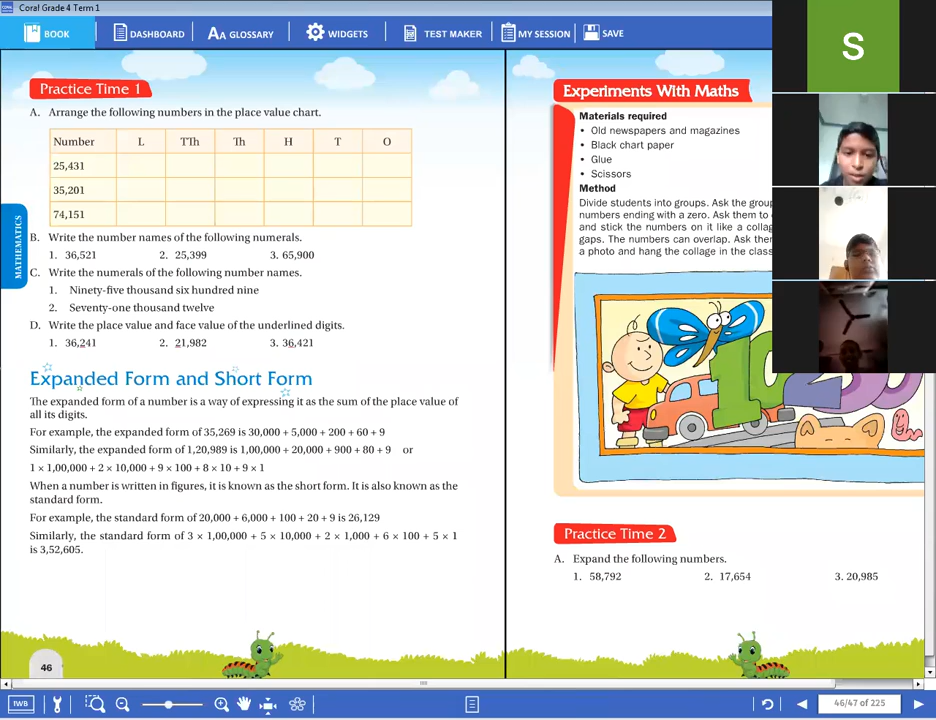 Coral Grade 4 Term 1
BOOK DASHBOARD AA GLOSSARY WIDGETS TEST MAKER MY SESSION SAVE
Practice Time 1
A. Arrange the following numbers in the place value chart.
Number L TTh Th H T O
25,431
35,201
74,151
B. Write the number names of the following numerals.
1. 36,521 2. 25,399 3. 65,900
C. Write the numerals of the following number names.
1. Ninety-five thousand six hundred nine
2. Seventy-one thousand twelve
D. Write the place value and face value of the underlined digits.
1. 36,241 2. 21,982 3. 36,421
MATHEMATICS
Expanded Form and Short Form
The expanded form of a number is a way of expressing it as the sum of the place value of
all its digits.
For example, the expanded form of 35,269 is 30,000 + 5,000 + 200 + 60 + 9
Similarly, the expanded form of 1,20,989 is 1,00,000 + 20,000 + 900 + 80 + 9 or
1 × 1,00,000 + 2 × 10,000 + 9 × 100 + 8 × 10 + 9 × 1
When a number is written in figures, it is known as the short form. It is also known as the
standard form.
For example, the standard form of 20,000 + 6,000 + 100 + 20 + 9 is 26,129
Similarly, the standard form of 3 × 1,00,000 + 5 × 10,000 + 2 × 1,000 + 6 × 100 + 5 × 1
is 3,52,605.
46
Experiments With Maths
Materials required
• Old newspapers and magazines
• Black chart paper
• Glue
• Scissors
Method
Divide students into groups. Ask the group
numbers ending with a zero. Ask them to
and stick the numbers on it like a collag
gaps. The numbers can overlap. Ask ther
a photo and hang the collage in the class
10
Practice Time 2
A. Expand the following numbers.
1. 58,792 2. 17,654 3. 20,985
S
IWB
46/47 of 225